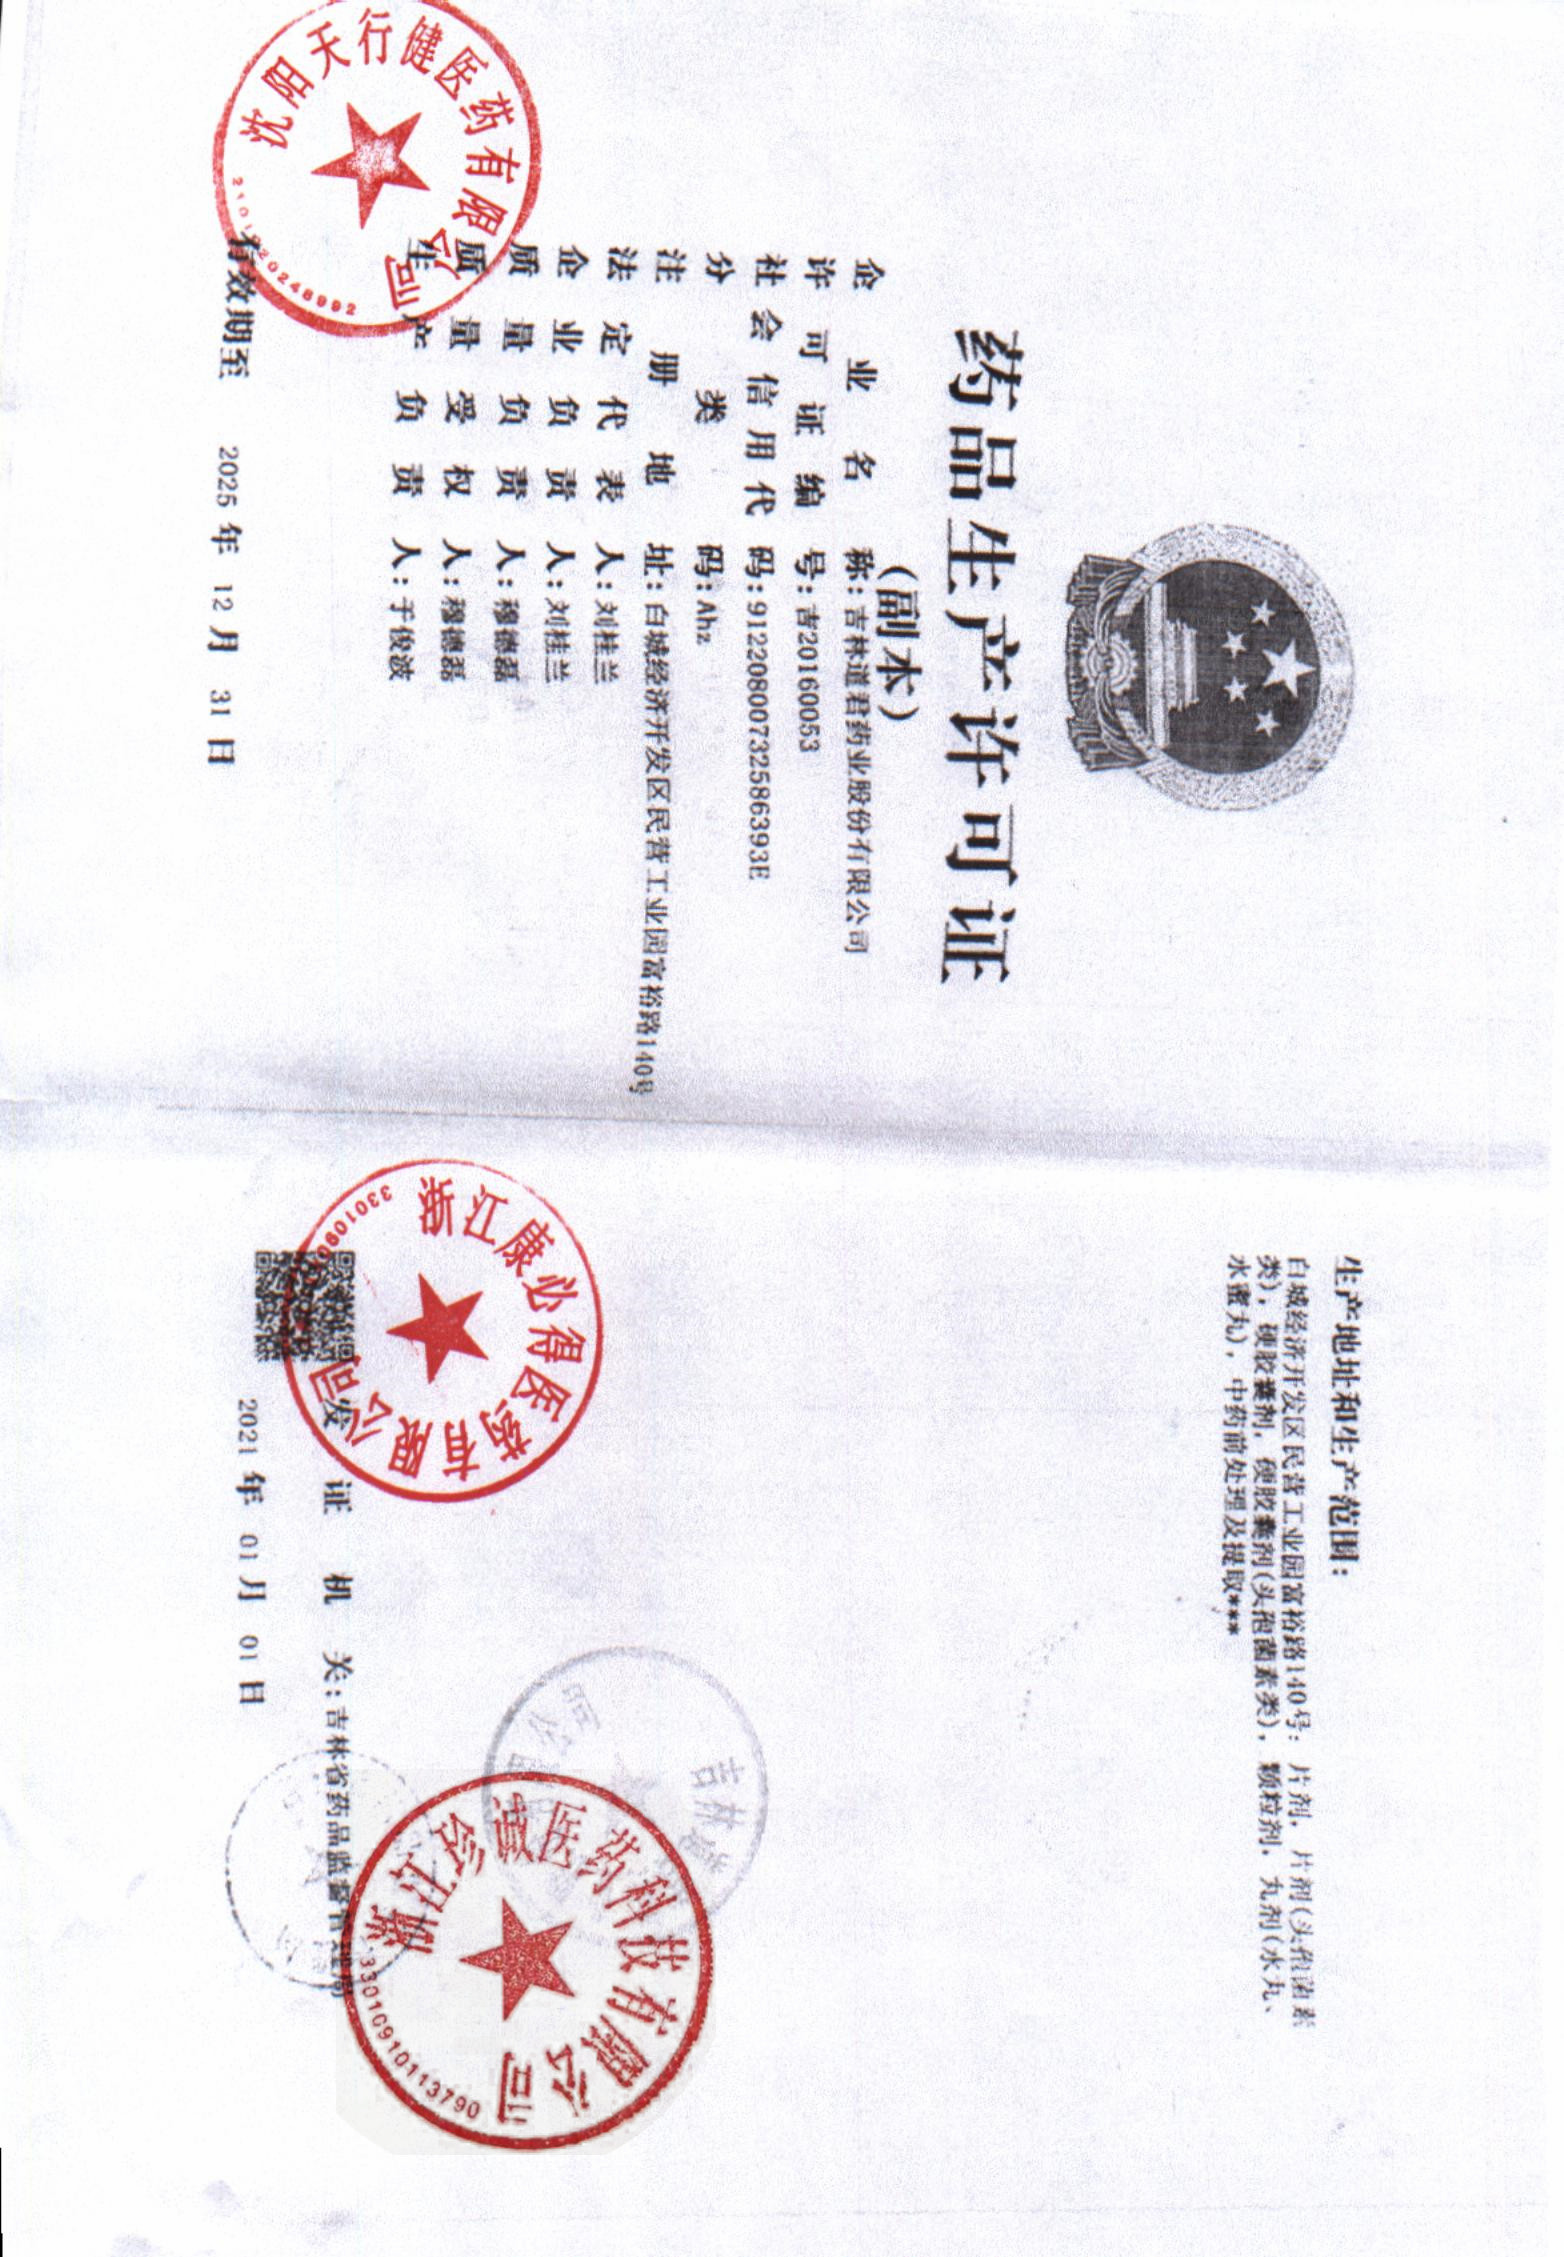 药品生产许可证
(副本)
企业名称：吉林道君药业股份有限公司
许可证编号：吉20160053
社会信用代码：91220800732586393E
分类码：Ahz
注册地址：白城经济开发区民营工业园富裕路140号
法定代表人：刘桂兰
企业负责人：刘桂兰
质量负责人：穆德磊
质量受权人：穆德磊
生产负责人：于俊波
有效期至 2025年12月31日
沈阳天行健医药有限公司
生产地址和生产范围：
白城经济开发区民营工业园富裕路140号：片剂，片剂(头孢菌素
类)，硬胶囊剂，硬胶囊剂(头孢菌素类)，颗粒剂，丸剂(水丸、
水蜜丸)，中药前处理及提取***
发证机关：吉林省药品监督管理局
2021年01月01日
浙江康必得医药有限公司
吉林
公司
浙江珍诚医药科技有限公司
33010910113790